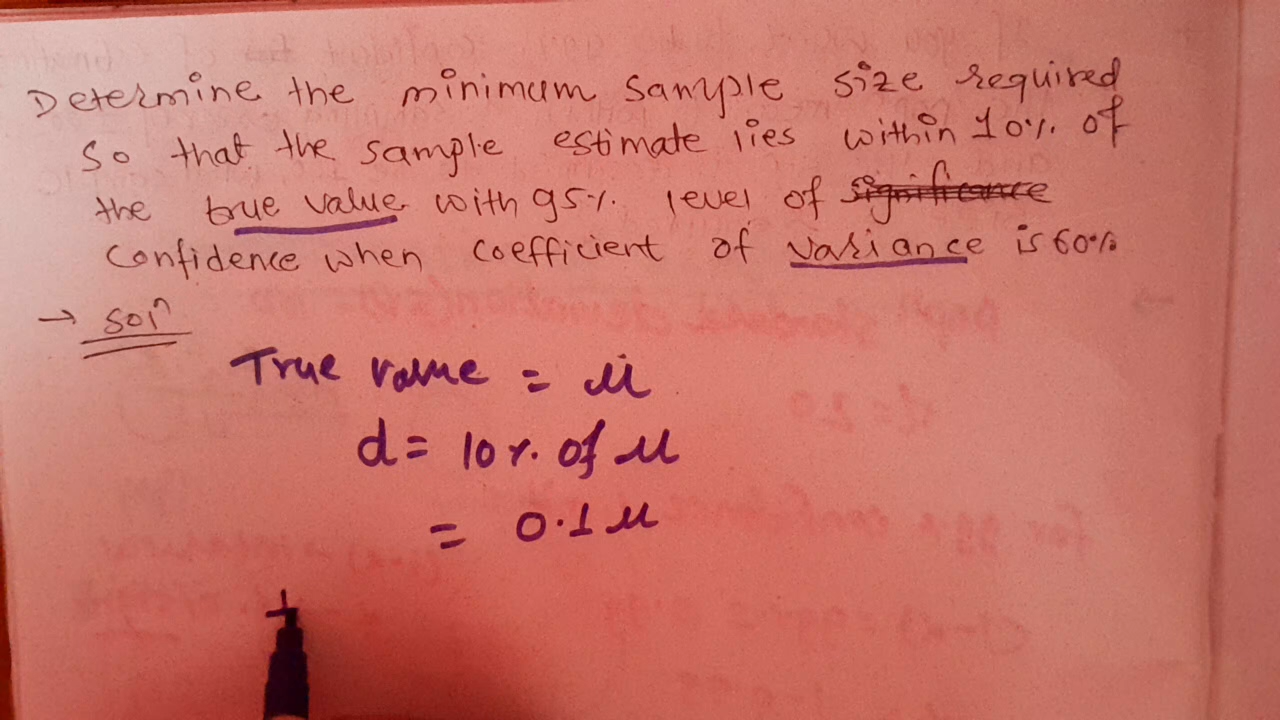 Determine the minimum sample size required
so that the sample estimate lies within 10% of
the true value with 95% level of significance
confidence when coefficient of variance is 60%
→ solⁿ
True value = μ
d = 10% of μ
= 0.1μ